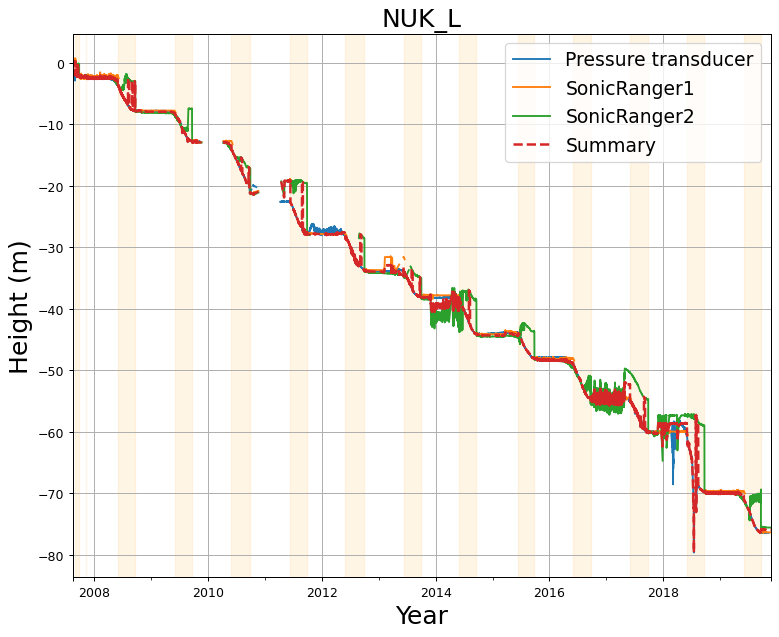 NUK_L
Pressure transducer
SonicRanger1
SonicRanger2
Summary
Height (m)
0
−10
−20
−30
−40
−50
−60
−70
−80
2008
2010
2012
2014
2016
2018
Year